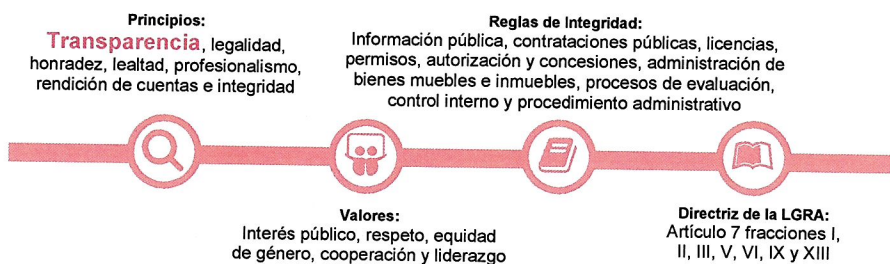 Principios:
Transparencia, legalidad,
honradez, lealtad, profesionalismo,
rendición de cuentas e integridad
Reglas de Integridad:
Información pública, contrataciones públicas, licencias,
permisos, autorización y concesiones, administración de
bienes muebles e inmuebles, procesos de evaluación,
control interno y procedimiento administrativo
Valores:
Interés público, respeto, equidad
de género, cooperación y liderazgo
Directriz de la LGRA:
Artículo 7 fracciones I,
II, III, V, VI, IX y XIII